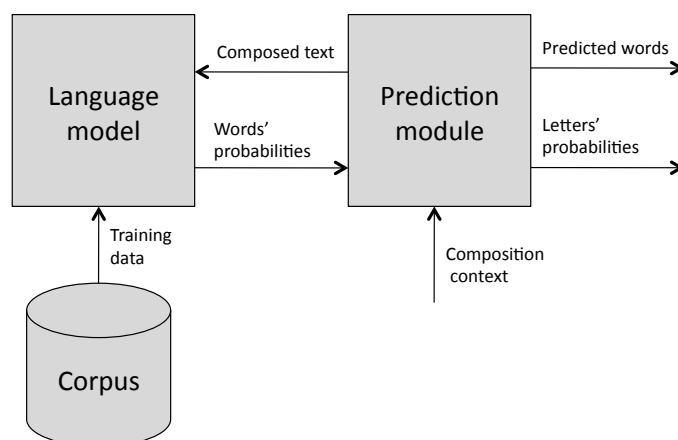 Composed text
Predicted words
Language
model
Prediction
module
Words'
probabilities
Letters'
probabilities
Training
data
Composition
context
Corpus